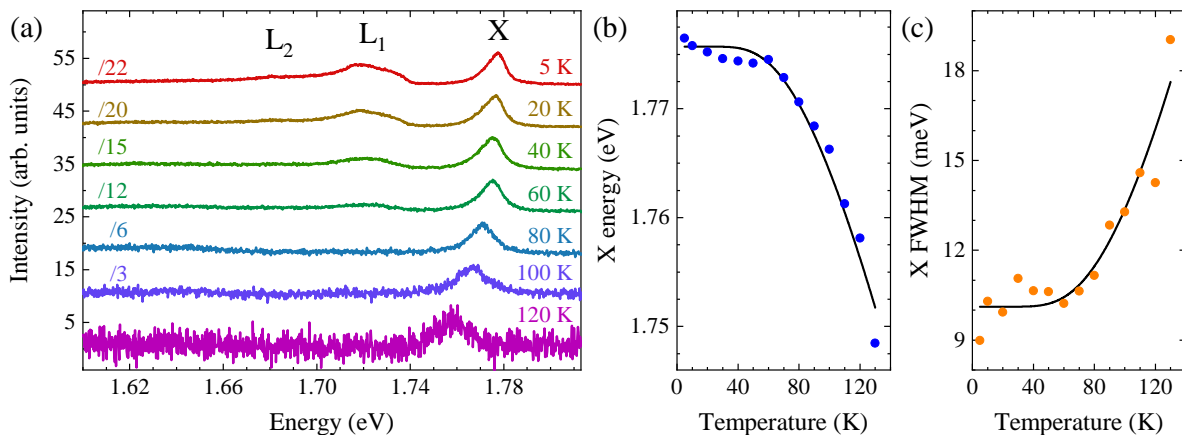 (a)
L2
L1
X
/22
5 K
/20
20 K
/15
40 K
/12
60 K
/6
80 K
/3
100 K
120 K
55
45
35
25
15
5
Intensity (arb. units)
1.62
1.66
1.70
1.74
1.78
Energy (eV)
(b)
1.77
1.76
1.75
X energy (eV)
0
40
80
120
Temperature (K)
(c)
18
15
12
9
X FWHM (meV)
0
40
80
120
Temperature (K)